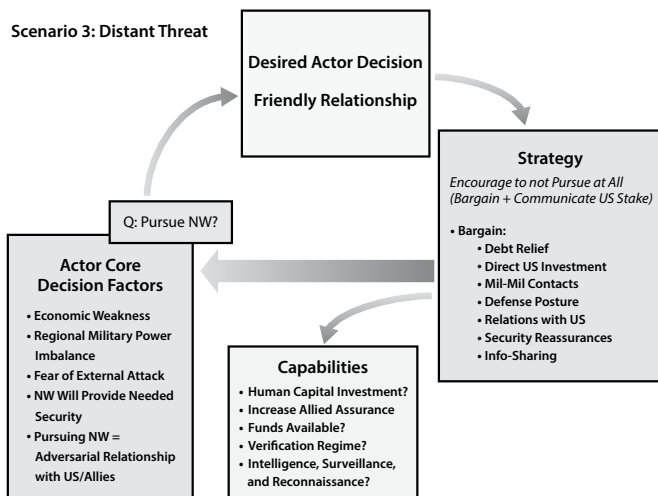 Scenario 3: Distant Threat
Desired Actor Decision
Friendly Relationship
Strategy
Encourage to not Pursue at All
(Bargain + Communicate US Stake)
• Bargain:
• Debt Relief
• Direct US Investment
• Mil-Mil Contacts
• Defense Posture
• Relations with US
• Security Reassurances
• Info-Sharing
Q: Pursue NW?
Actor Core
Decision Factors
• Economic Weakness
• Regional Military Power
Imbalance
• Fear of External Attack
• NW Will Provide Needed
Security
• Pursuing NW =
Adversarial Relationship
with US/Allies
Capabilities
• Human Capital Investment?
• Increase Allied Assurance
• Funds Available?
• Verification Regime?
• Intelligence, Surveillance,
and Reconnaissance?